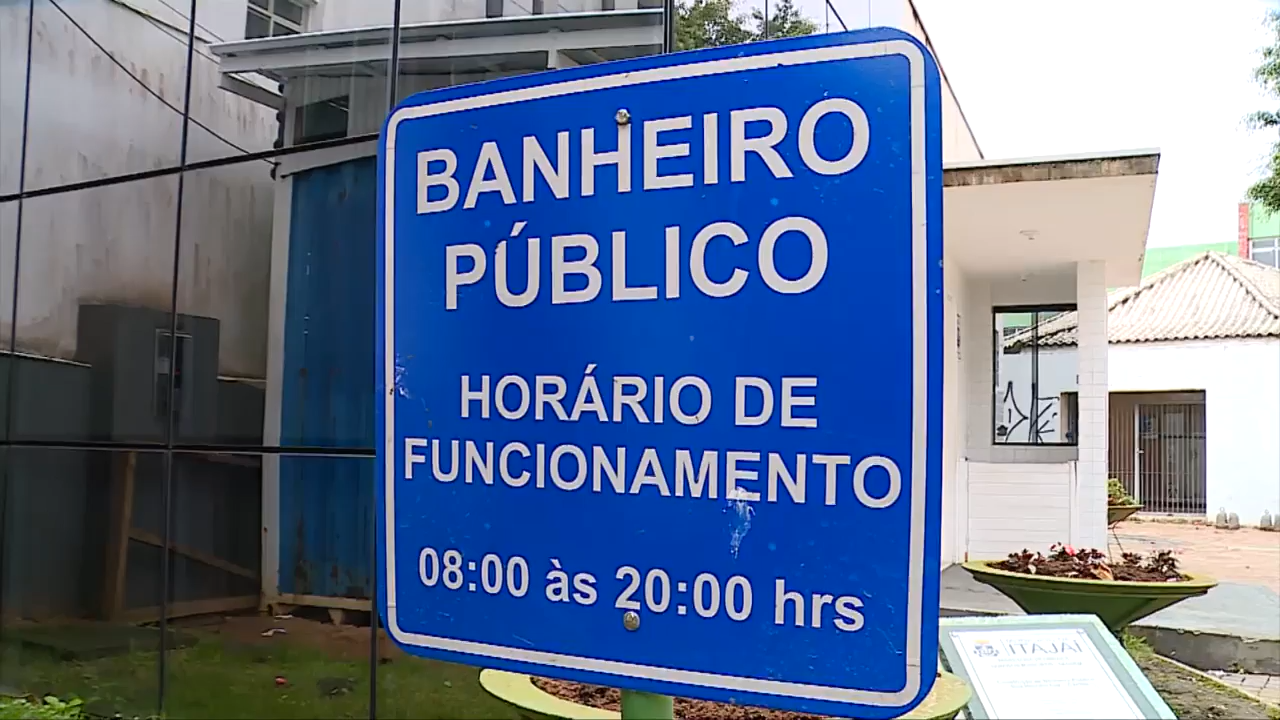 BANHEIRO
PÚBLICO
HORÁRIO DE
FUNCIONAMENTO
08:00 às 20:00 hrs
ITAJAÍ